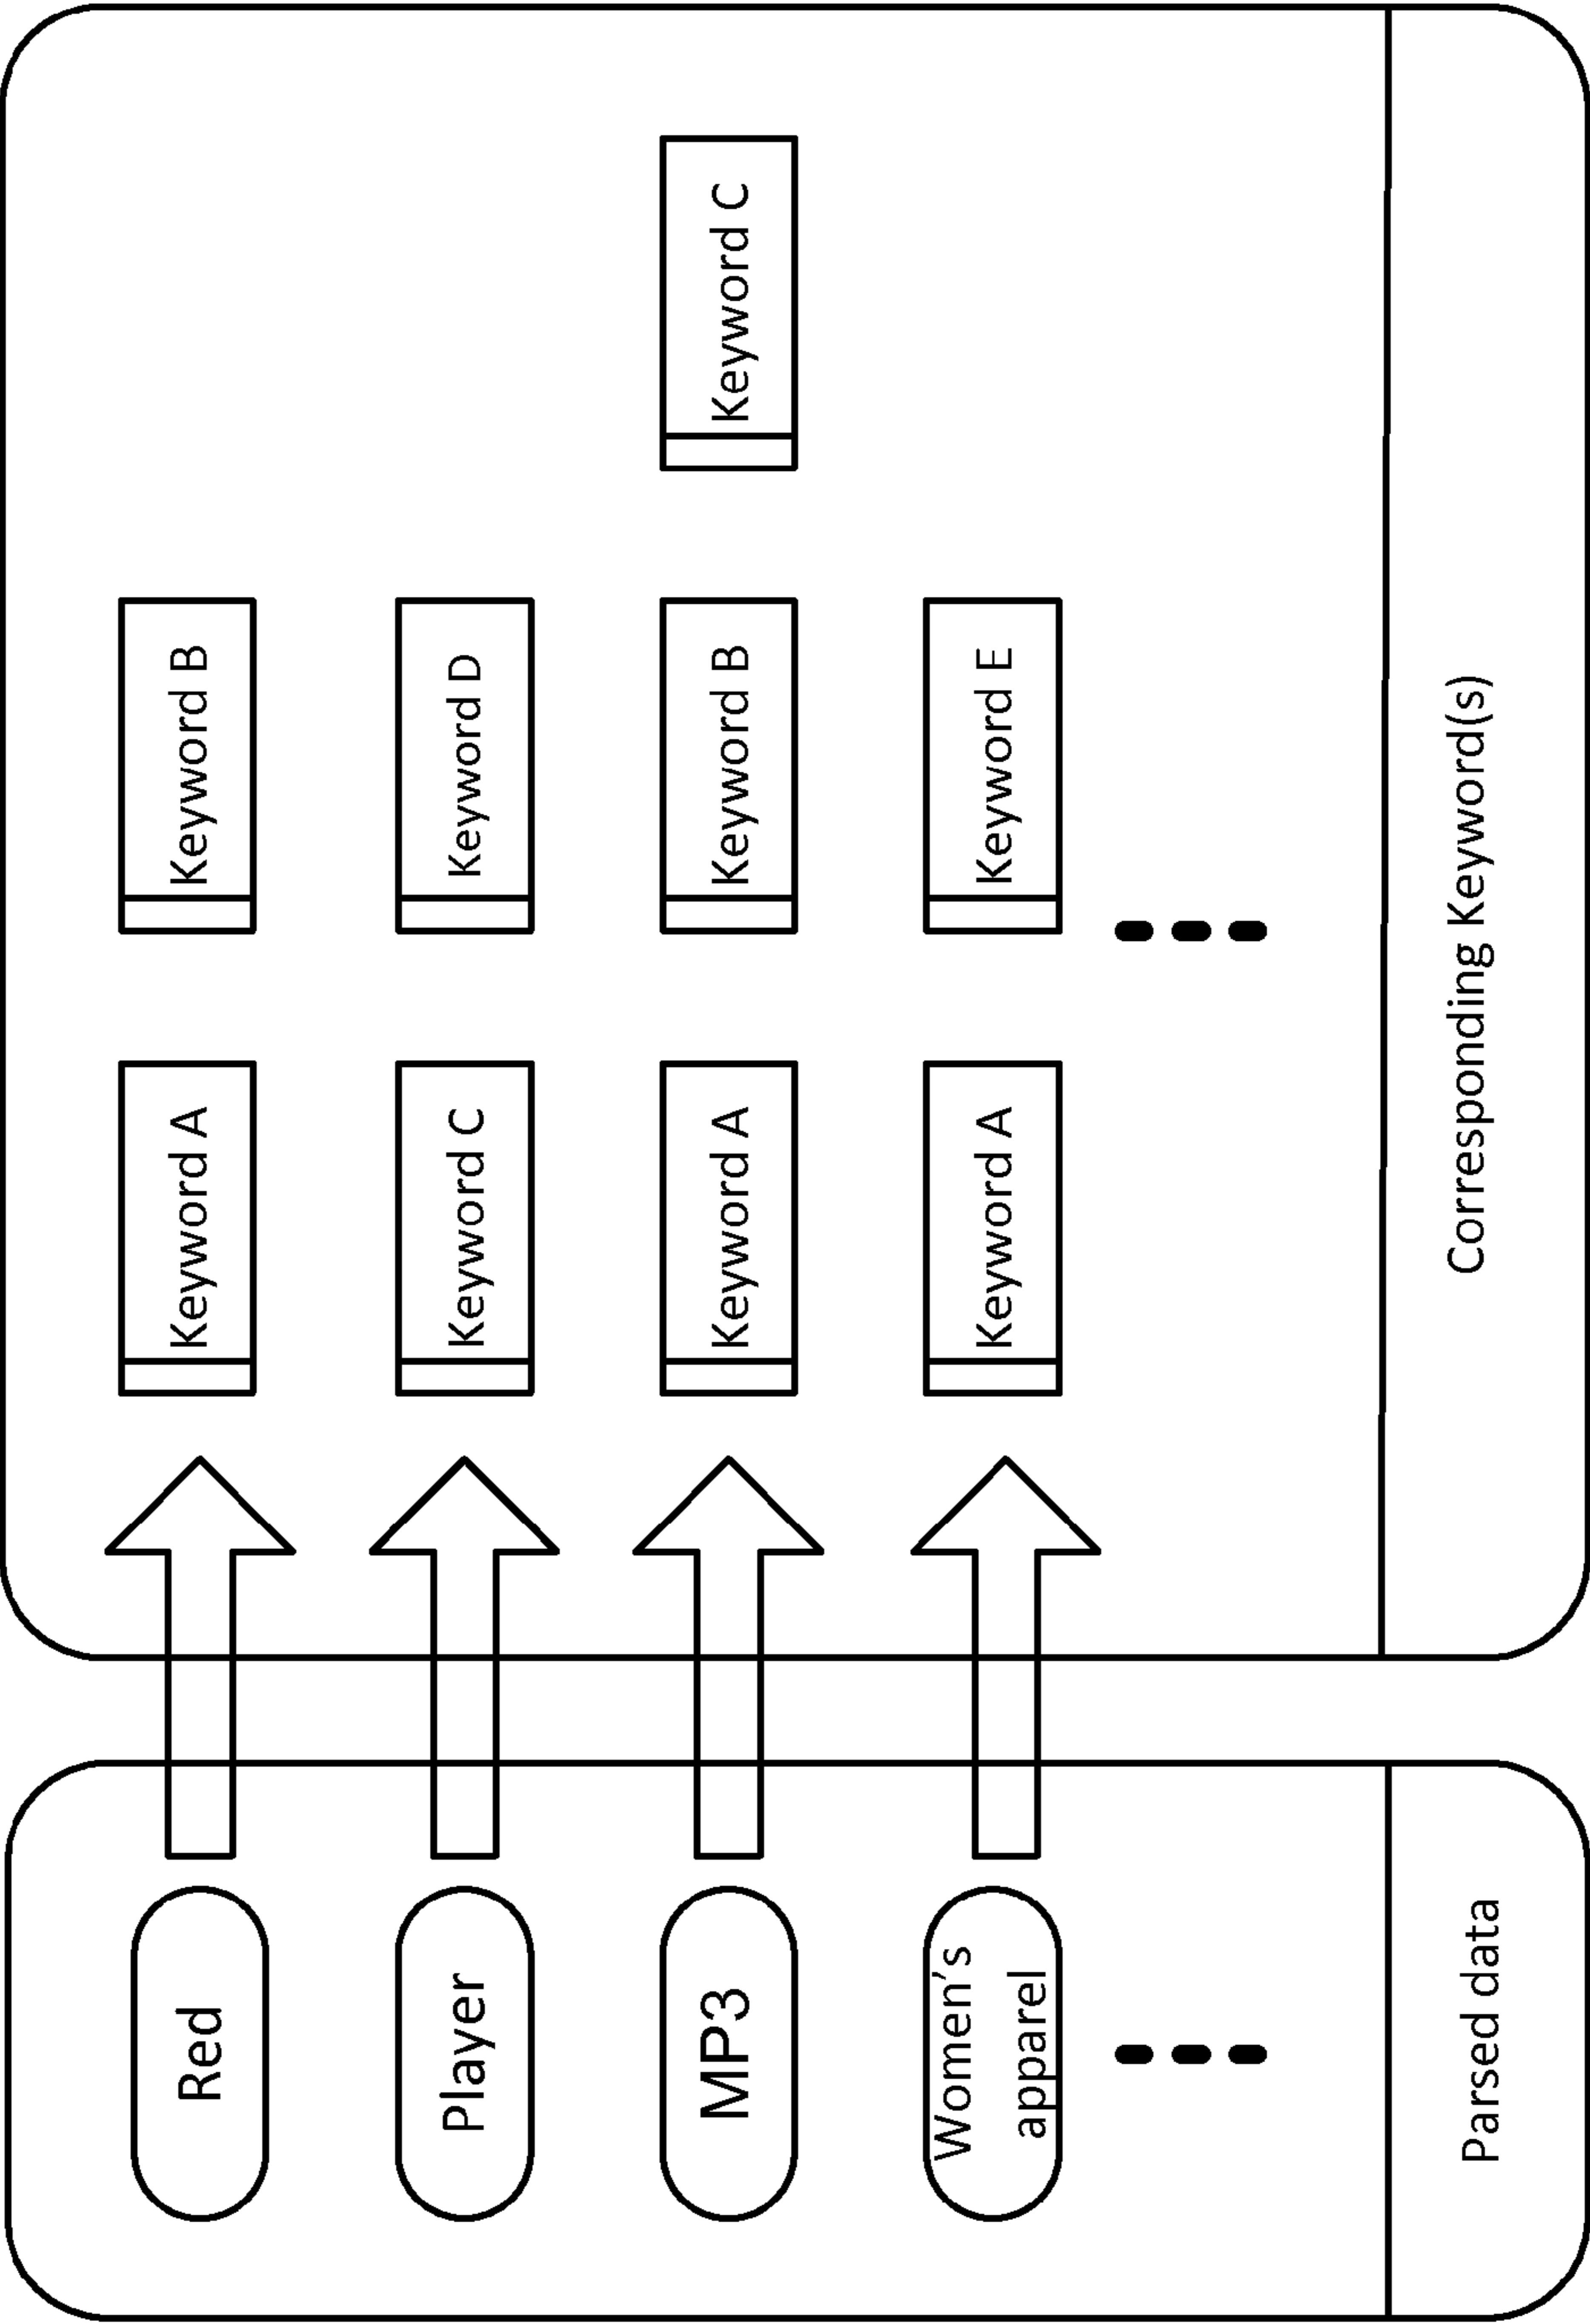 Red
Keyword A
Keyword B
Player
Keyword C
Keyword D
MP3
Keyword A
Keyword B
Keyword C
Women's
apparel
Keyword A
Keyword E
Parsed data
Corresponding Keyword(s)